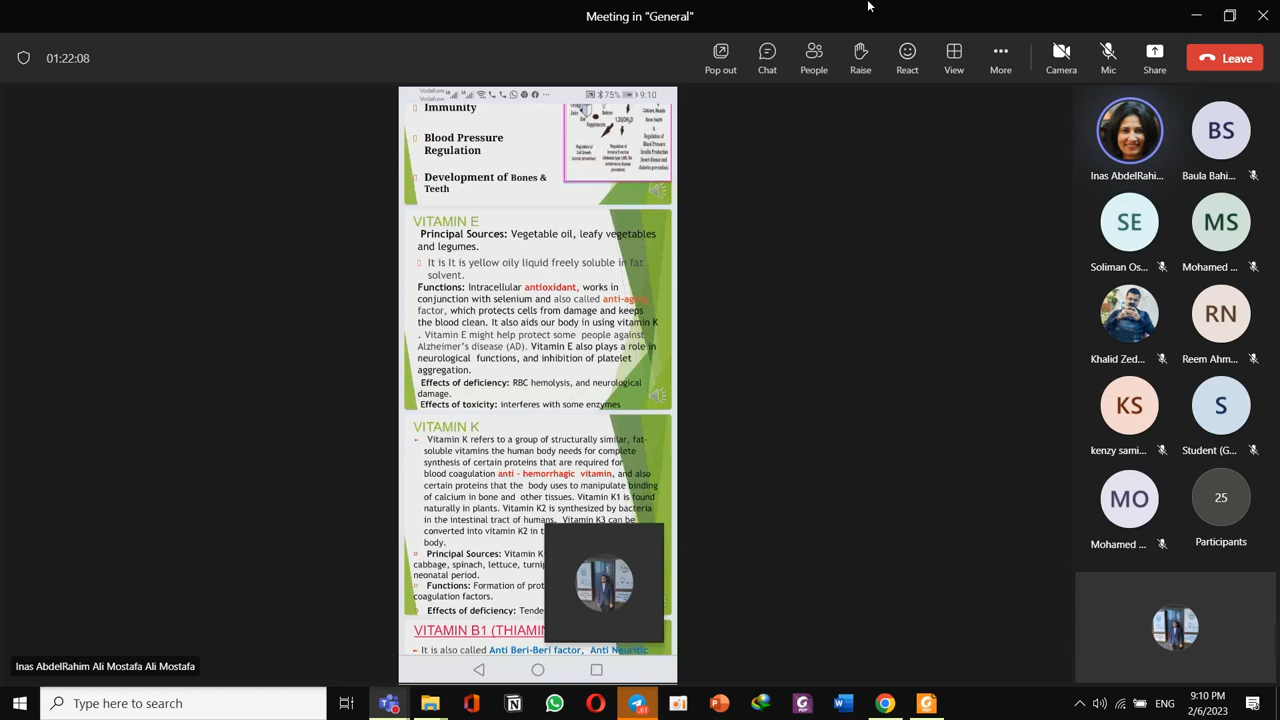 Meeting in "General"
01:22:08
Pop out
Chat
People
Raise
React
View
More
Camera
Mic
Share
Leave
Vodafone
Vodafone
75% 9:10
Immunity
Blood Pressure
Regulation
Development of Bones &
Teeth
VITAMIN E
Principal Sources: Vegetable oil, leafy vegetables
and legumes.
It is It is yellow oily liquid freely soluble in fat
solvent.
Functions: Intracellular antioxidant, works in
conjunction with selenium and also called anti-aging
factor, which protects cells from damage and keeps
the blood clean. It also aids our body in using vitamin K
. Vitamin E might help protect some people against
Alzheimer's disease (AD). Vitamin E also plays a role in
neurological functions, and inhibition of platelet
aggregation.
Effects of deficiency: RBC hemolysis, and neurological
damage.
Effects of toxicity: interferes with some enzymes
VITAMIN K
Vitamin K refers to a group of structurally similar, fat-
soluble vitamins the human body needs for complete
synthesis of certain proteins that are required for
blood coagulation anti - hemorrhagic vitamin, and also
certain proteins that the body uses to manipulate binding
of calcium in bone and other tissues. Vitamin K1 is found
naturally in plants. Vitamin K2 is synthesized by bacteria
in the intestinal tract of humans. Vitamin K3 can be
converted into vitamin K2 in t
body.
Principal Sources: Vitamin K
cabbage, spinach, lettuce, turnip
neonatal period.
Functions: Formation of prot
coagulation factors.
Effects of deficiency: Tende
VITAMIN B1 (THIAMIN
It is also called Anti Beri-Beri factor, Anti Neuritic
Inas AbdelRahi...
BS
Baula Bahi...
SE
Soliman Os...
MS
Mohamed ...
Khalid Zed...
RN
Reem Ahm...
KS
kenzy sami...
S
Student (G...
MO
Mohamed ...
25
Participants
Inas AbdelRahim Ali Mostafa Ali Mostafa
Type here to search
61
ENG
9:10 PM
2/6/2023